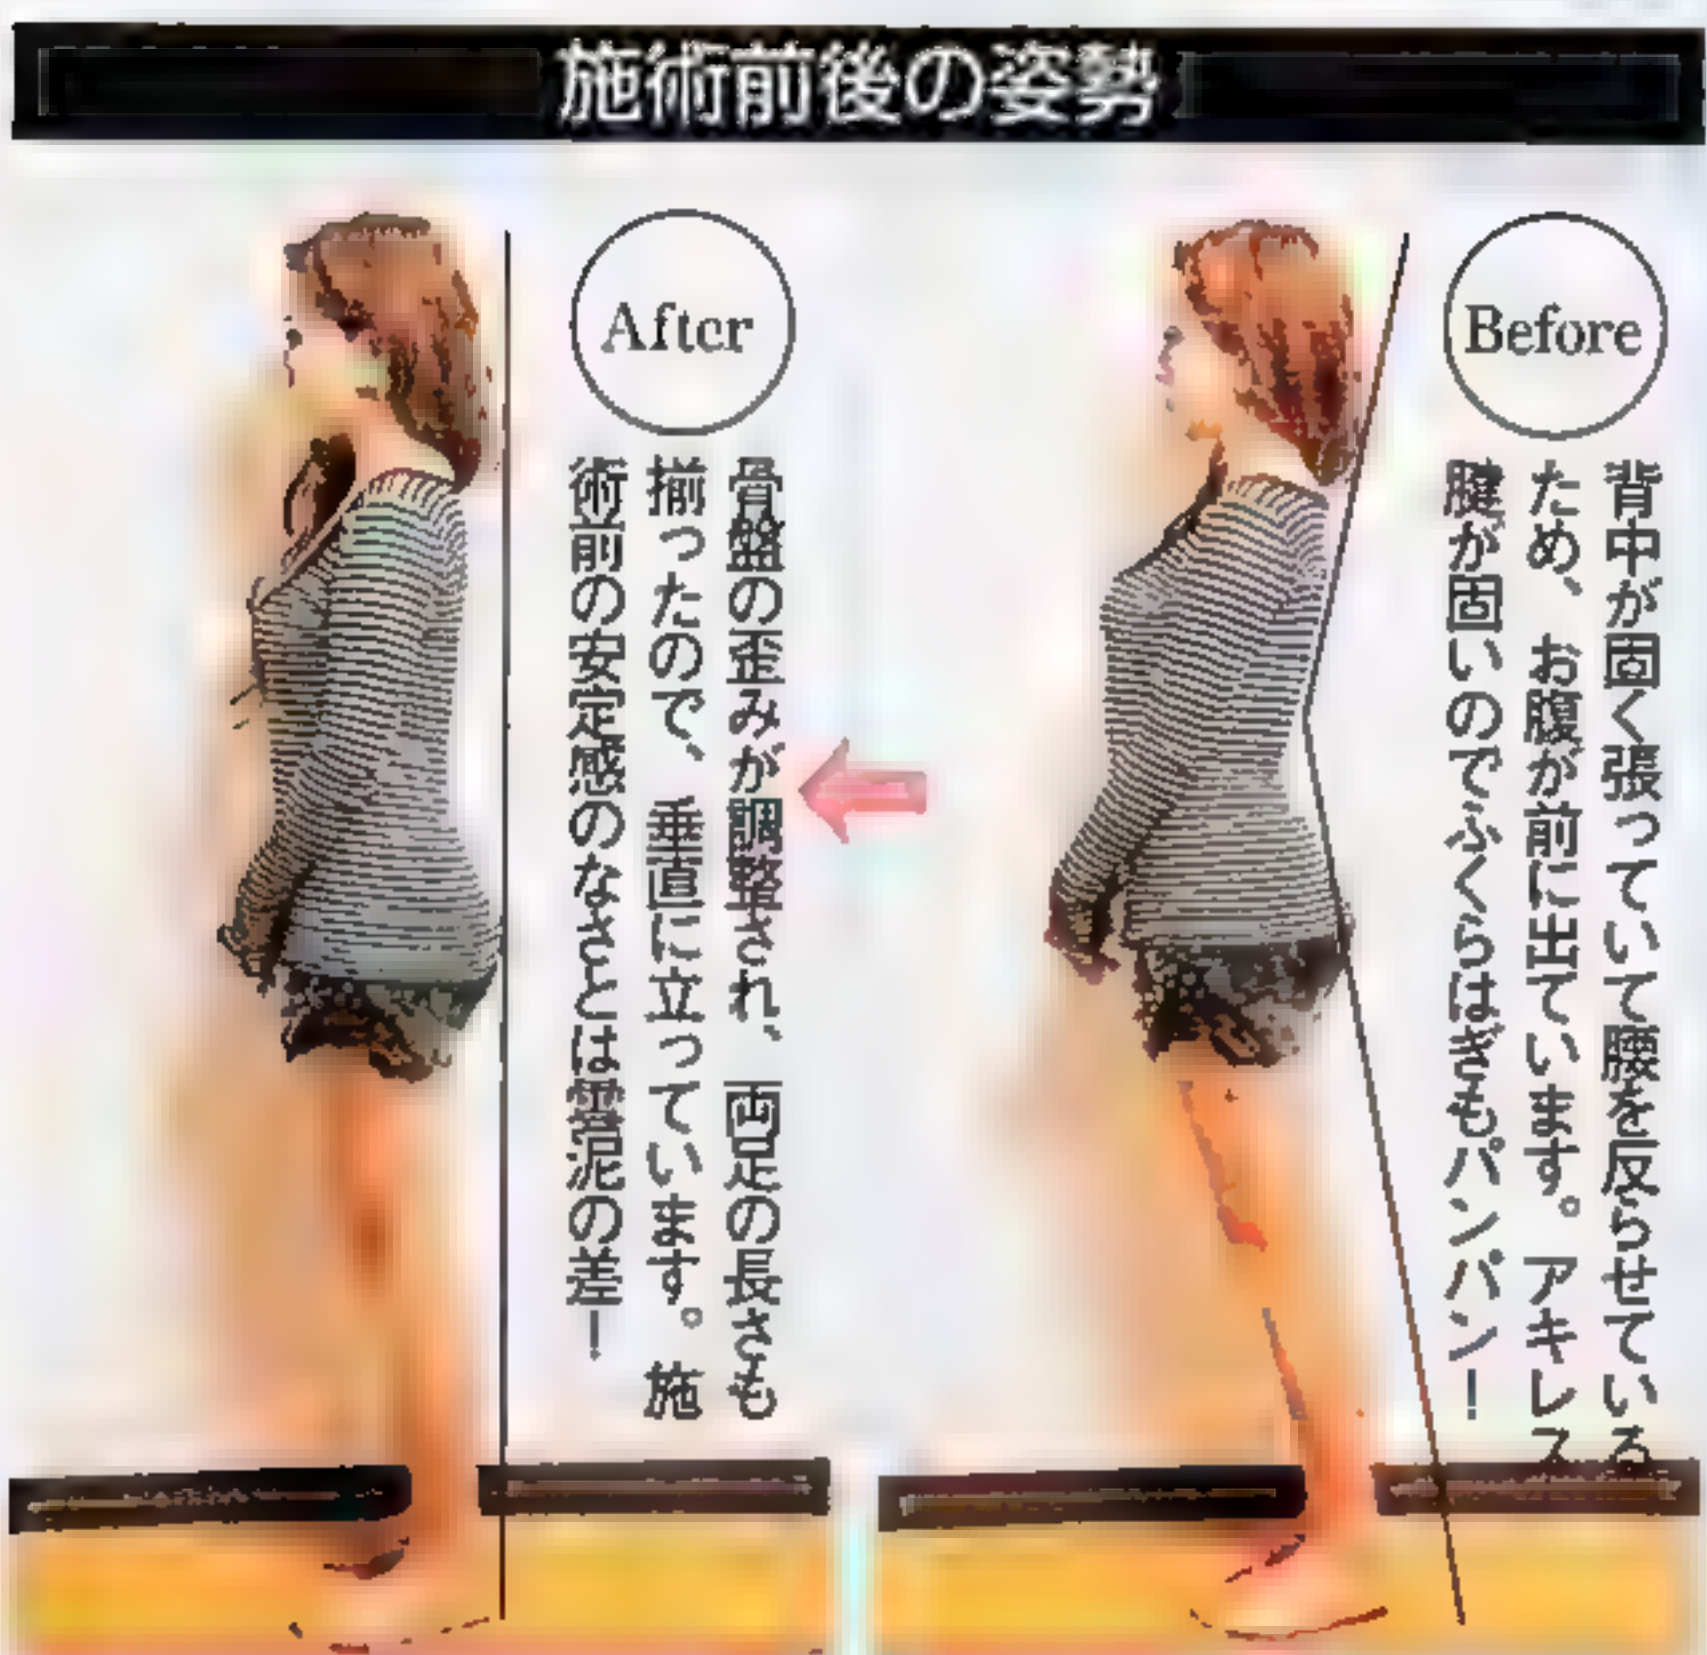 施術前後の姿勢
Before
背中が固く張っていて腰を反らせている
ため、お腹が前に出ています。アキレス
腱が固いのでふくらはぎもパンパン！
After
骨盤の歪みが調整され、両足の長さも
揃ったので、垂直に立っています。施
術前の安定感のなさとは雲泥の差！